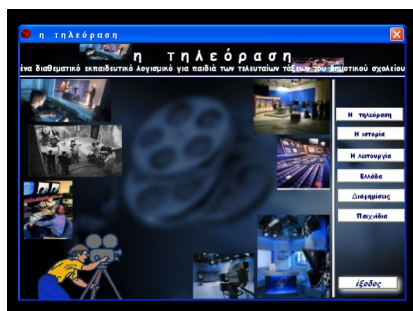 η τηλεόραση
η τηλεόραση
ένα διαθεματικό εκπαιδευτικό λογισμικό για παιδιά των τελευταίων τάξεων του δημοτικού σχολείου
Η τηλεόραση
Η ιστορία
Η λειτουργία
Ελλάδα
Διαφημίσεις
Παιχνίδια
έξοδος